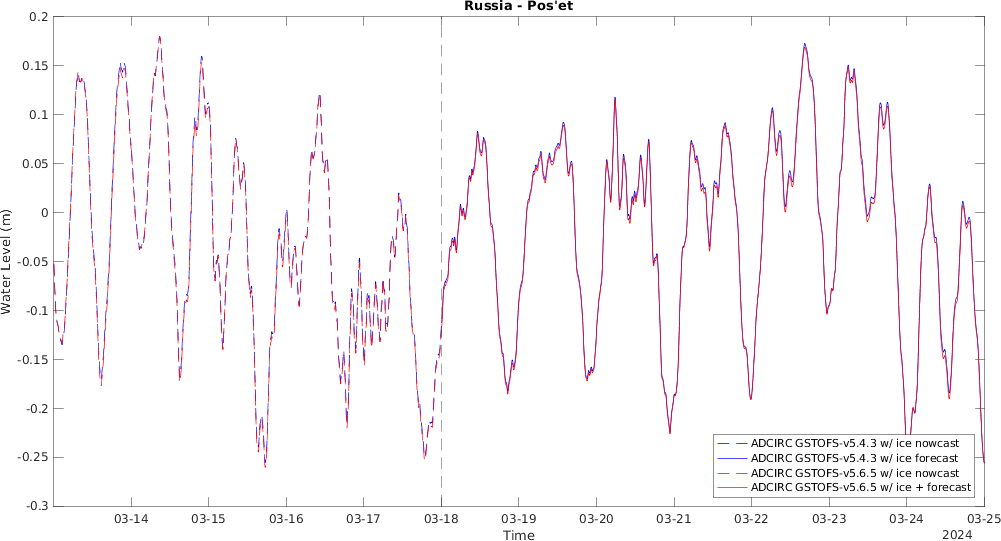 Russia - Pos'et
Water Level (m)
0.2
0.15
0.1
0.05
0
-0.05
-0.1
-0.15
-0.2
-0.25
-0.3
ADCIRC GSTOFS-v5.4.3 w/ ice nowcast
ADCIRC GSTOFS-v5.4.3 w/ ice forecast
ADCIRC GSTOFS-v5.6.5 w/ ice nowcast
ADCIRC GSTOFS-v5.6.5 w/ ice + forecast
03-14 03-15 03-16 03-17 03-18 03-19 03-20 03-21 03-22 03-23 03-24 03-25
Time
2024